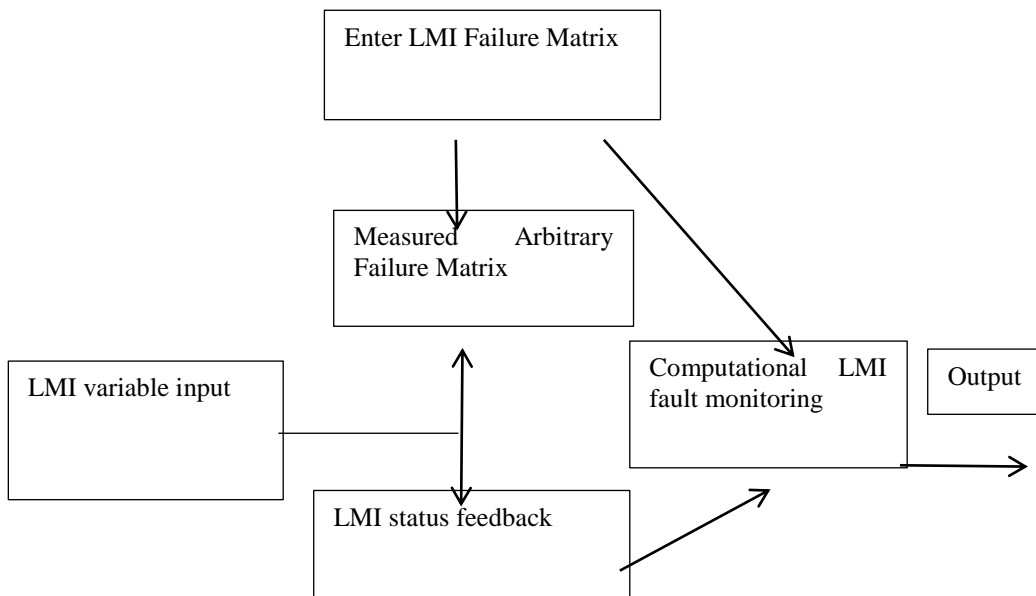 Enter LMI Failure Matrix
Measured Arbitrary
Failure Matrix
LMI variable input
Computational LMI
fault monitoring
Output
LMI status feedback